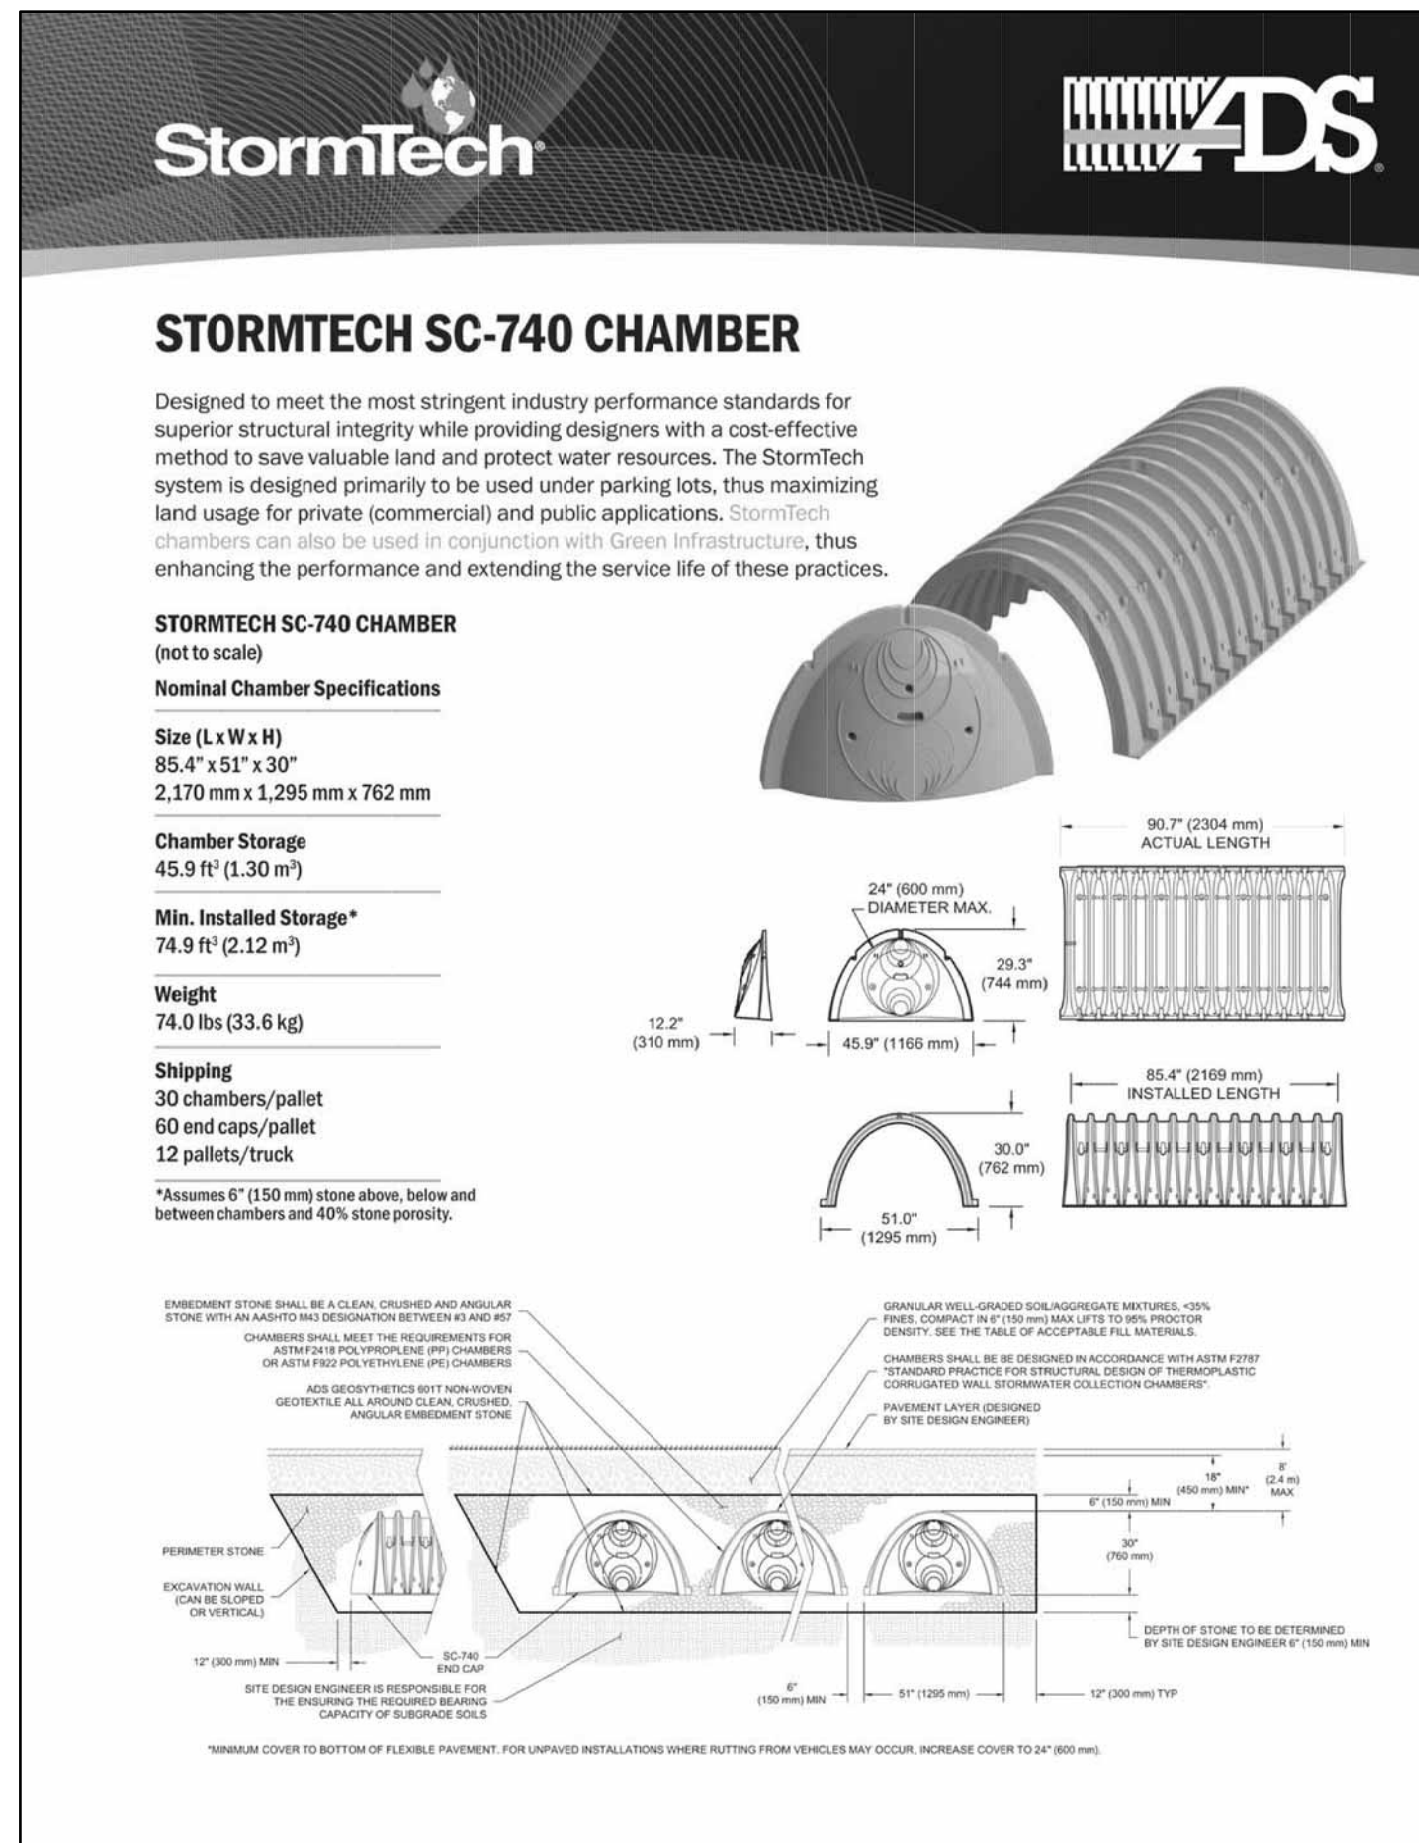 StormTech®
ADS®
STORMTECH SC-740 CHAMBER
Designed to meet the most stringent industry performance standards for
superior structural integrity while providing designers with a cost-effective
method to save valuable land and protect water resources. The StormTech
system is designed primarily to be used under parking lots, thus maximizing
land usage for private (commercial) and public applications. StormTech
chambers can also be used in conjunction with Green Infrastructure, thus
enhancing the performance and extending the service life of these practices.
STORMTECH SC-740 CHAMBER
(not to scale)
Nominal Chamber Specifications
Size (L x W x H)
85.4" x 51" x 30"
2,170 mm x 1,295 mm x 762 mm
Chamber Storage
45.9 ft³ (1.30 m³)
Min. Installed Storage*
74.9 ft³ (2.12 m³)
Weight
74.0 lbs (33.6 kg)
Shipping
30 chambers/pallet
60 end caps/pallet
12 pallets/truck
*Assumes 6" (150 mm) stone above, below and
between chambers and 40% stone porosity.
90.7" (2304 mm)
ACTUAL LENGTH
24" (600 mm)
DIAMETER MAX.
29.3"
(744 mm)
12.2"
(310 mm)
45.9" (1166 mm)
85.4" (2169 mm)
INSTALLED LENGTH
30.0"
(762 mm)
51.0"
(1295 mm)
EMBEDMENT STONE SHALL BE A CLEAN, CRUSHED AND ANGULAR
STONE WITH AN AASHTO M43 DESIGNATION BETWEEN #3 AND #57
CHAMBERS SHALL MEET THE REQUIREMENTS FOR
ASTM F2418 POLYPROPLENE (PP) CHAMBERS
OR ASTM F922 POLYETHYLENE (PE) CHAMBERS
ADS GEOSYTHETICS 601T NON-WOVEN
GEOTEXTILE ALL AROUND CLEAN, CRUSHED,
ANGULAR EMBEDMENT STONE
GRANULAR WELL-GRADED SOIL/AGGREGATE MIXTURES, <35%
FINES, COMPACT IN 6" (150 mm) MAX LIFTS TO 95% PROCTOR
DENSITY. SEE THE TABLE OF ACCEPTABLE FILL MATERIALS.
CHAMBERS SHALL BE BE DESIGNED IN ACCORDANCE WITH ASTM F2787
"STANDARD PRACTICE FOR STRUCTURAL DESIGN OF THERMOPLASTIC
CORRUGATED WALL STORMWATER COLLECTION CHAMBERS".
PAVEMENT LAYER (DESIGNED
BY SITE DESIGN ENGINEER)
8'
(2.4 m)
MAX
18"
(450 mm) MIN*
6" (150 mm) MIN
30"
(760 mm)
PERIMETER STONE
EXCAVATION WALL
(CAN BE SLOPED
OR VERTICAL)
DEPTH OF STONE TO BE DETERMINED
BY SITE DESIGN ENGINEER 6" (150 mm) MIN
12" (300 mm) MIN
SC-740
END CAP
SITE DESIGN ENGINEER IS RESPONSIBLE FOR
THE ENSURING THE REQUIRED BEARING
CAPACITY OF SUBGRADE SOILS
6"
(150 mm) MIN
51" (1295 mm)
12" (300 mm) TYP
*MINIMUM COVER TO BOTTOM OF FLEXIBLE PAVEMENT. FOR UNPAVED INSTALLATIONS WHERE RUTTING FROM VEHICLES MAY OCCUR, INCREASE COVER TO 24" (600 mm).